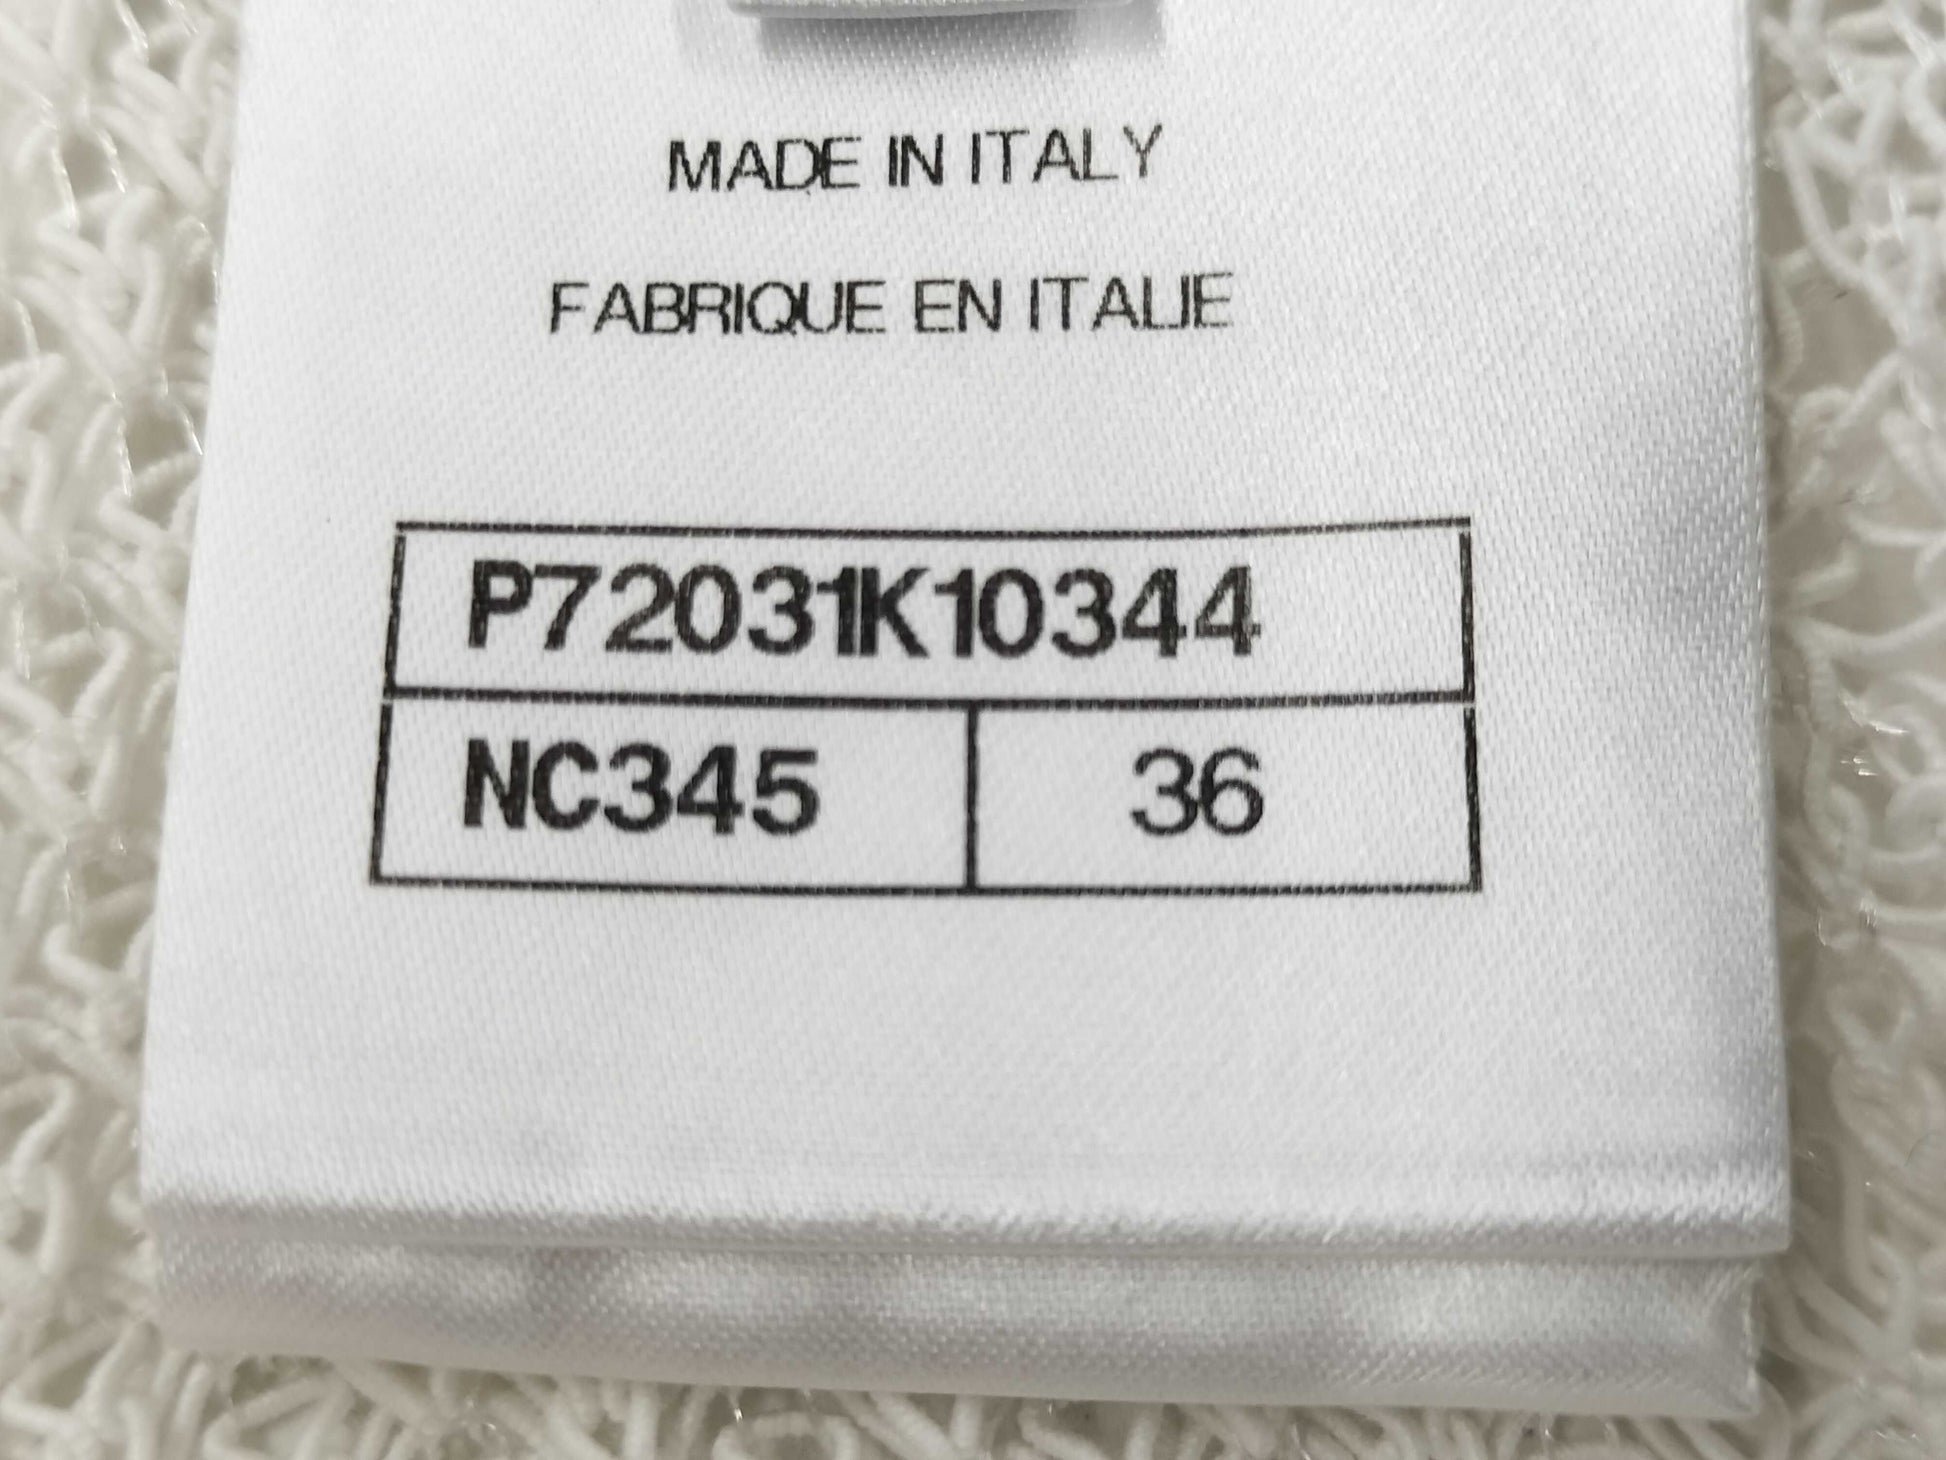 MADE IN ITALY
FABRIQUE EN ITALIE
P72031K10344
NC345 36